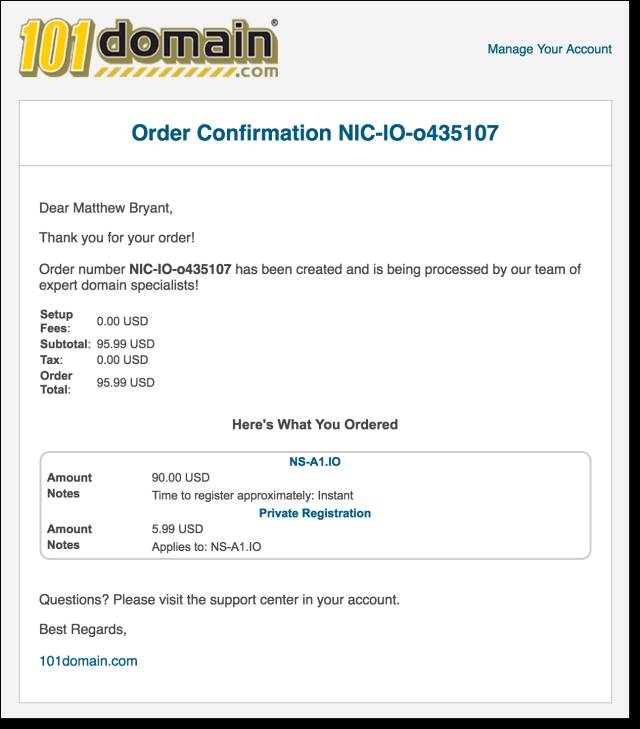 101domain®
.com
Manage Your Account
Order Confirmation NIC-IO-o435107
Dear Matthew Bryant,
Thank you for your order!
Order number NIC-IO-o435107 has been created and is being processed by our team of
expert domain specialists!
Setup
Fees: 0.00 USD
Subtotal: 95.99 USD
Tax: 0.00 USD
Order
Total: 95.99 USD
Here's What You Ordered
NS-A1.IO
Amount 90.00 USD
Notes Time to register approximately: Instant
Private Registration
Amount 5.99 USD
Notes Applies to: NS-A1.IO
Questions? Please visit the support center in your account.
Best Regards,
101domain.com